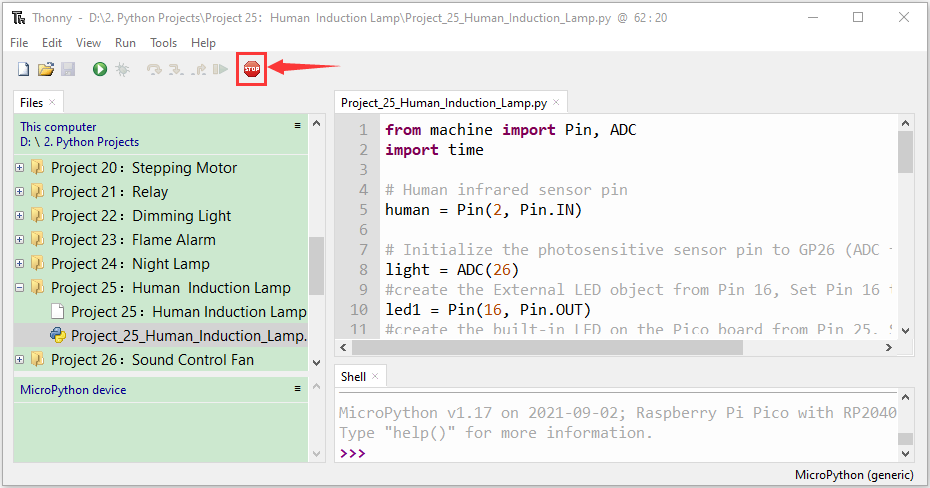 Thonny - D:\2. Python Projects\Project 25：Human Induction Lamp\Project_25_Human_Induction_Lamp.py @ 62 : 20
File Edit View Run Tools Help
STOP
Files
This computer
D: \ 2. Python Projects
Project 20：Stepping Motor
Project 21：Relay
Project 22：Dimming Light
Project 23：Flame Alarm
Project 24：Night Lamp
Project 25：Human Induction Lamp
Project 25：Human Induction Lamp
Project_25_Human_Induction_Lamp.
Project 26：Sound Control Fan
MicroPython device
Project_25_Human_Induction_Lamp.py
1 from machine import Pin, ADC
2 import time
3
4 # Human infrared sensor pin
5 human = Pin(2, Pin.IN)
6
7 # Initialize the photosensitive sensor pin to GP26 (ADC
8 light = ADC(26)
9 #create the External LED object from Pin 16, Set Pin 16
10 led1 = Pin(16, Pin.OUT)
11 #create the built-in LED on the Pico board from Pin 25, S
Shell
MicroPython v1.17 on 2021-09-02; Raspberry Pi Pico with RP2040
Type "help()" for more information.
>>>
MicroPython (generic)